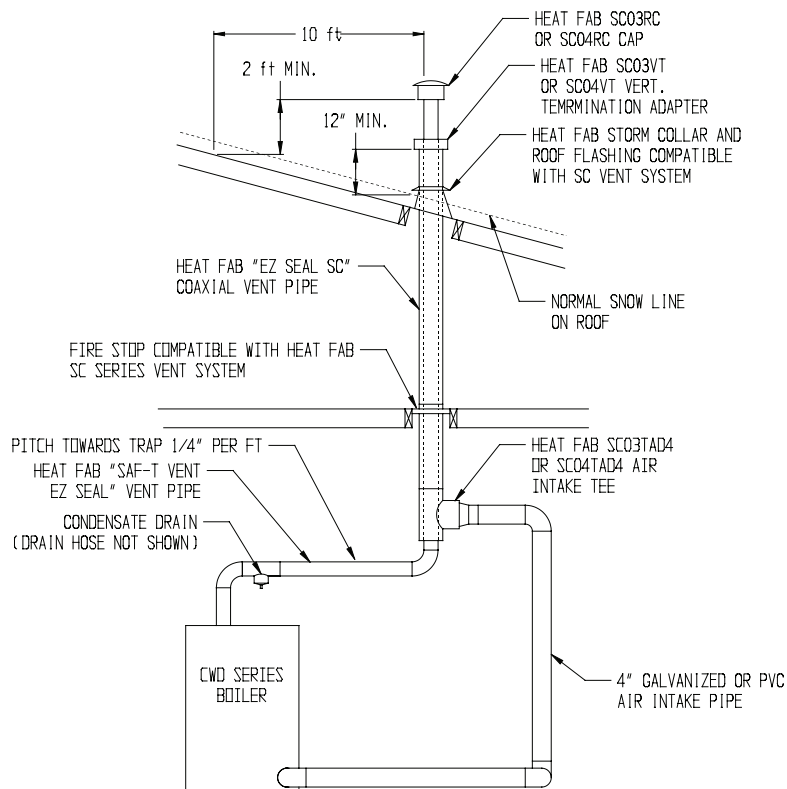 10 ft
HEAT FAB SC03RC
OR SC04RC CAP
2 ft MIN.
HEAT FAB SC03VT
OR SC04VT VERT.
TEMRMINATION ADAPTER
12" MIN.
HEAT FAB STORM COLLAR AND
ROOF FLASHING COMPATIBLE
WITH SC VENT SYSTEM
HEAT FAB "EZ SEAL SC"
COAXIAL VENT PIPE
NORMAL SNOW LINE
ON ROOF
FIRE STOP COMPATIBLE WITH HEAT FAB
SC SERIES VENT SYSTEM
PITCH TOWARDS TRAP 1/4" PER FT
HEAT FAB "SAF-T VENT
EZ SEAL" VENT PIPE
CONDENSATE DRAIN
(DRAIN HOSE NOT SHOWN)
HEAT FAB SC03TAD4
OR SC04TAD4 AIR
INTAKE TEE
CWD SERIES
BOILER
4" GALVANIZED OR PVC
AIR INTAKE PIPE